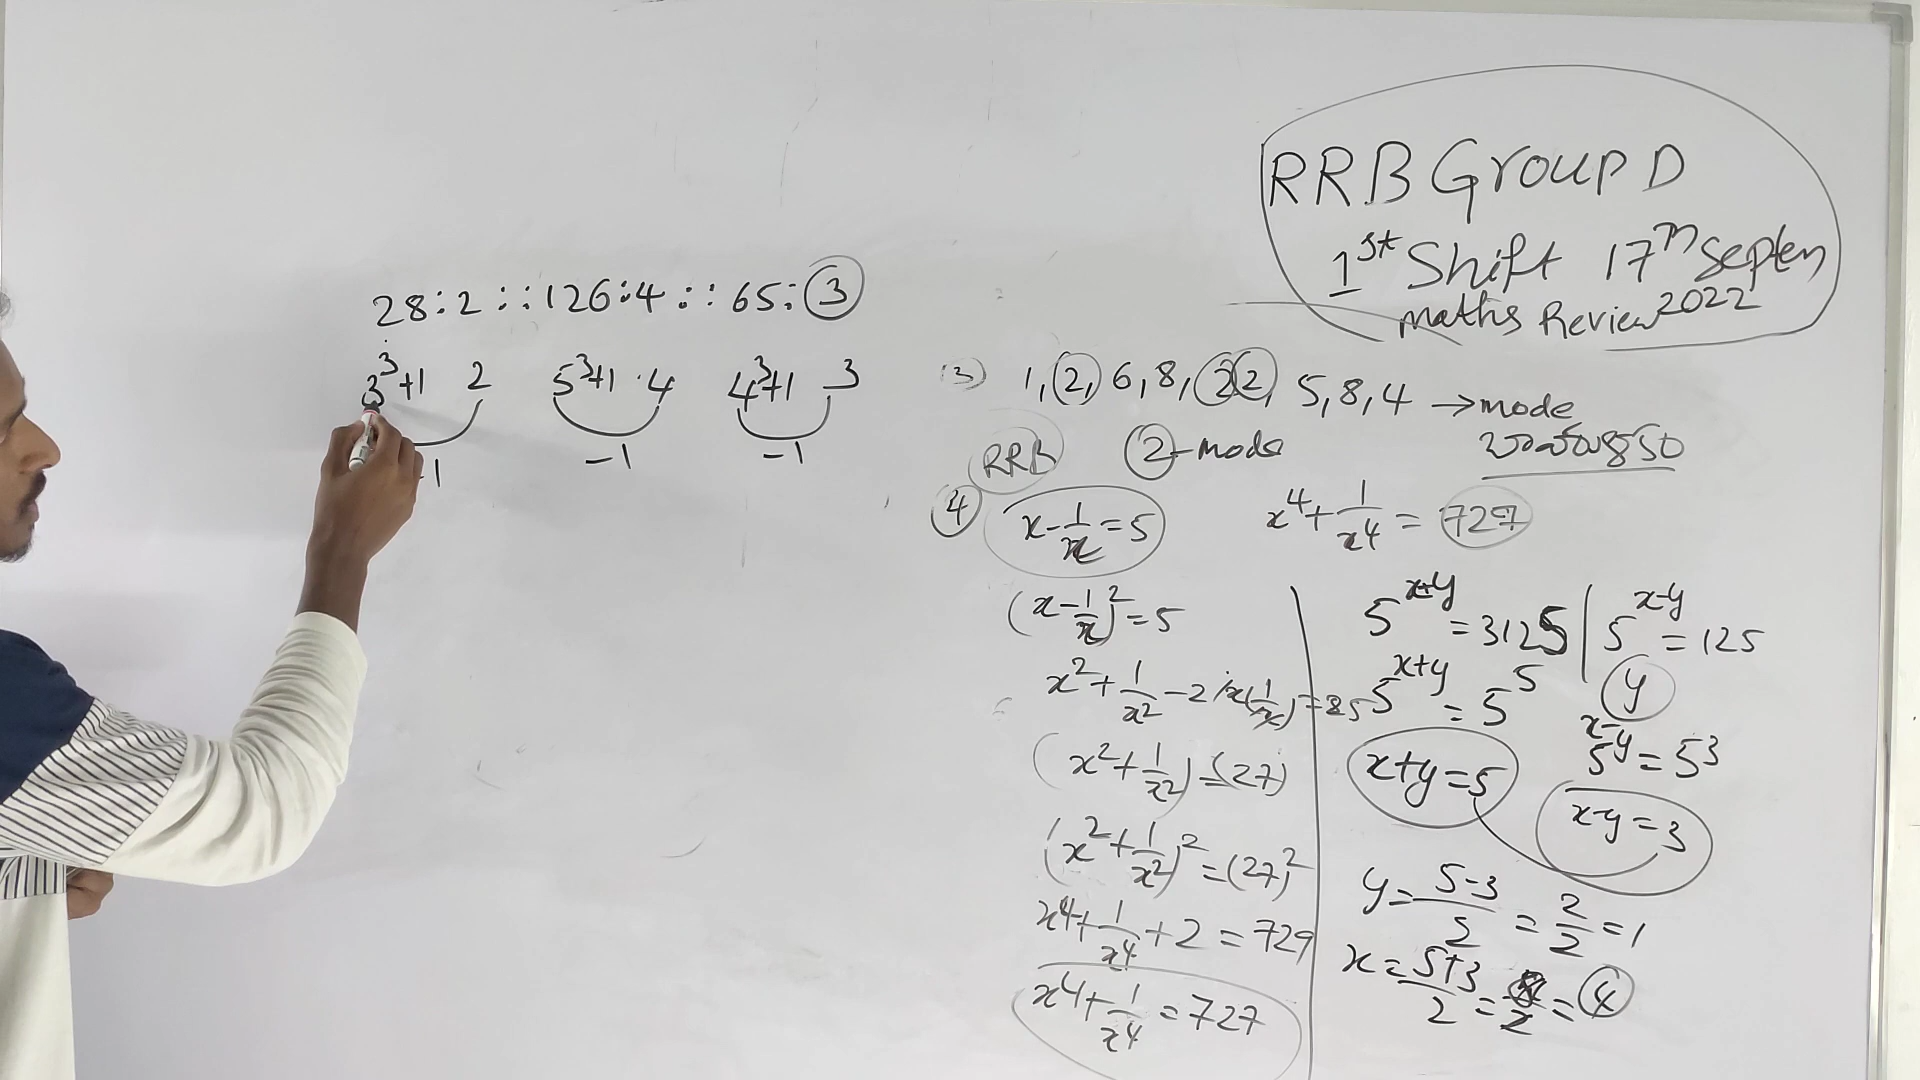 RRB Group D
1st Shift 17th Septem
maths Review 2022
28 : 2 :: 126 : 4 :: 65 : 3
3³+1 2 5³+1 4 4³+1 3
-1 -1 -1
3) 1, 2, 6, 8, 2 2, 5, 8, 4 → mode
RRB 2 - mode
4 x - 1/x = 5 x⁴ + 1/x⁴ = 727
(x - 1/x)² = 5
x² + 1/x² - 2 x (1/x) = 25
(x² + 1/x²) = (27)
(x² + 1/x²)² = (27)²
x⁴ + 1/x⁴ + 2 = 729
x⁴ + 1/x⁴ = 727
5^(x+y) = 3125 | 5^(x-y) = 125
5^(x+y) = 5⁵ y
5^(x-y) = 5³
x+y = 5
x-y = 3
y = (5-3)/2 = 2/2 = 1
x = (5+3)/2 = 8/2 = 4